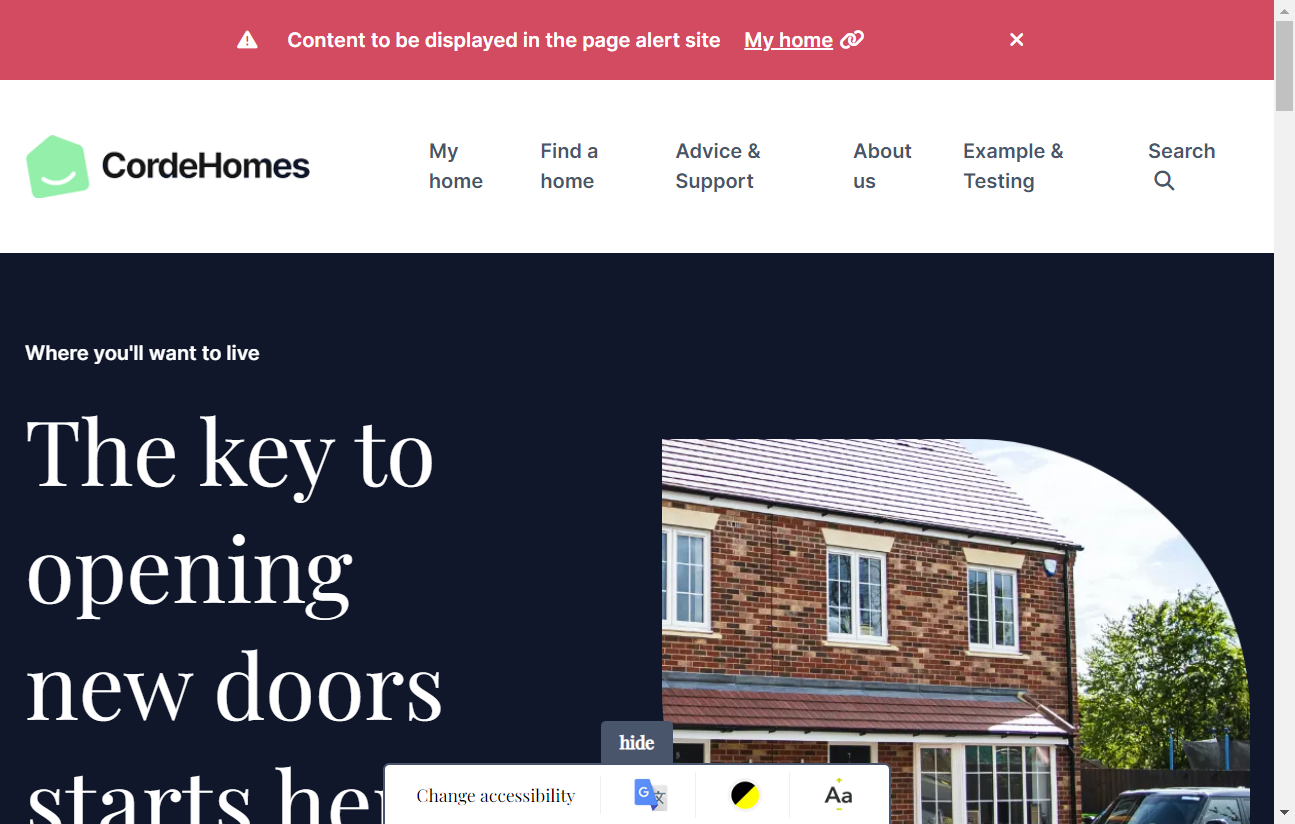 Content to be displayed in the page alert site My home
CordeHomes
My home
Find a home
Advice & Support
About us
Example & Testing
Search
Where you'll want to live
The key to
opening
new doors
starts her
hide
Change accessibility
G 文
Aa